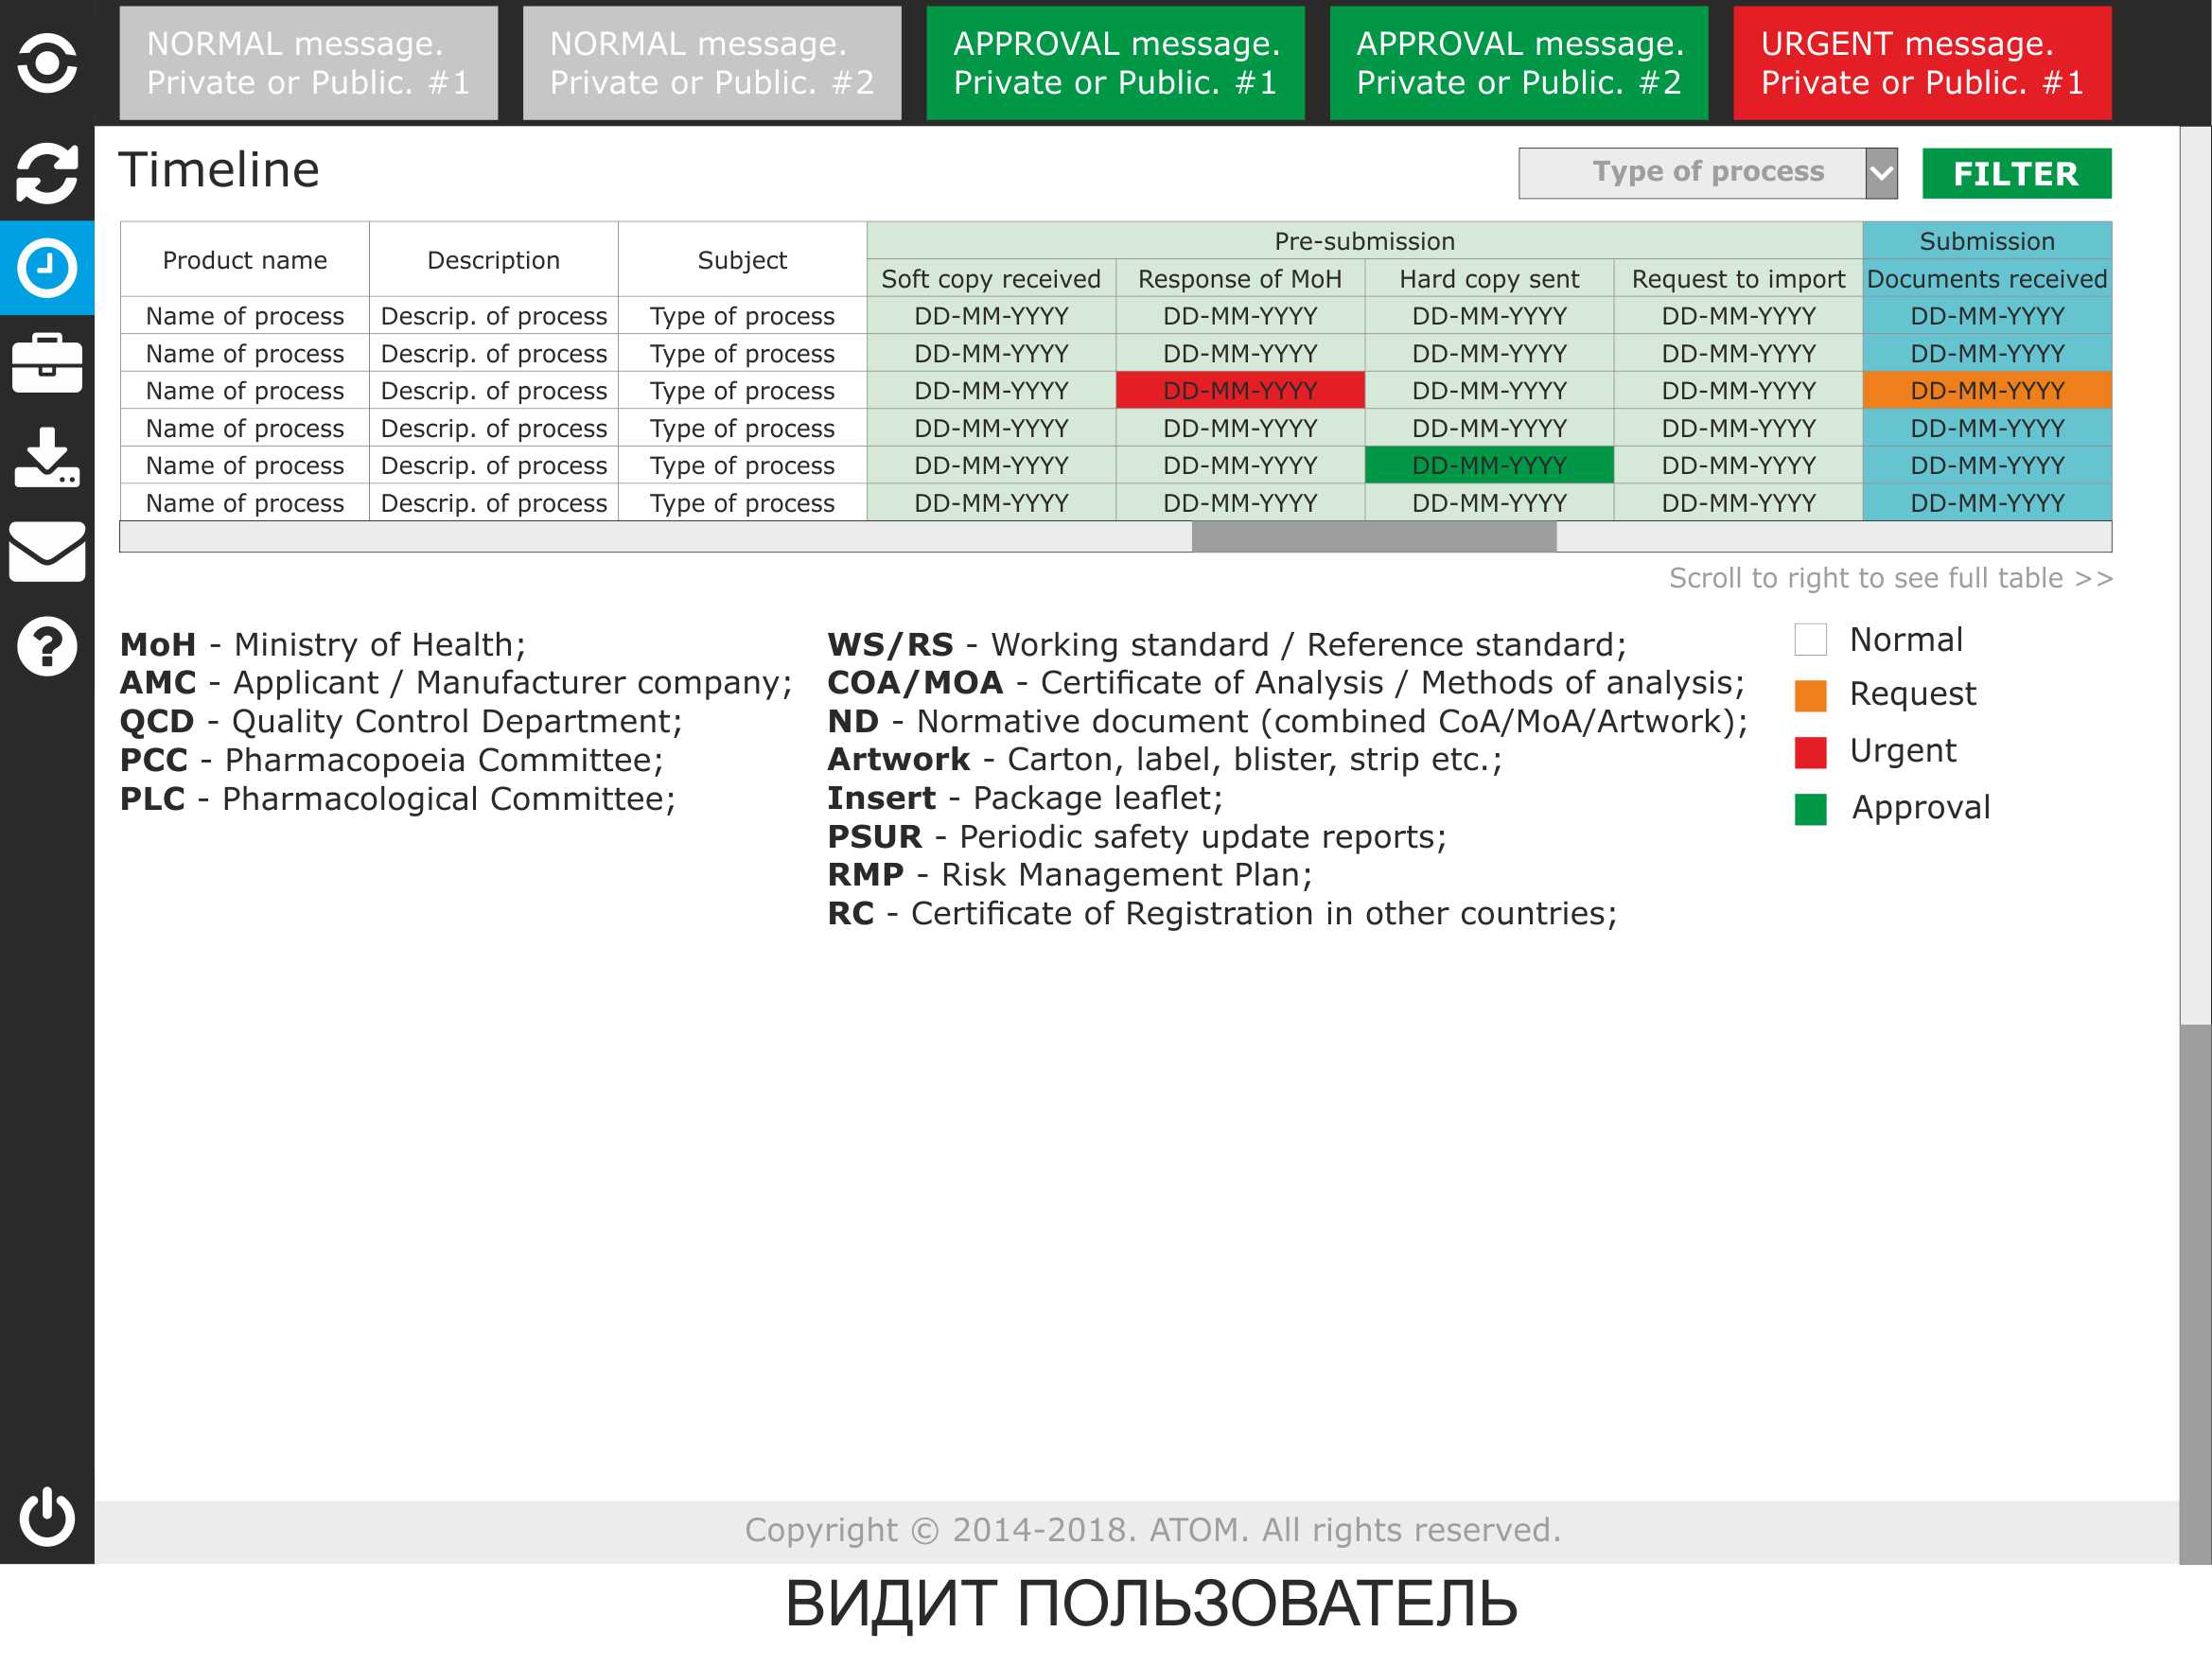 NORMAL message.
Private or Public. #1
NORMAL message.
Private or Public. #2
APPROVAL message.
Private or Public. #1
APPROVAL message.
Private or Public. #2
URGENT message.
Private or Public. #1
Timeline
Type of process
FILTER
Product name Description Subject Pre-submission Submission
Soft copy received Response of MoH Hard copy sent Request to import Documents received
Name of process Descrip. of process Type of process DD-MM-YYYY DD-MM-YYYY DD-MM-YYYY DD-MM-YYYY DD-MM-YYYY
Name of process Descrip. of process Type of process DD-MM-YYYY DD-MM-YYYY DD-MM-YYYY DD-MM-YYYY DD-MM-YYYY
Name of process Descrip. of process Type of process DD-MM-YYYY DD-MM-YYYY DD-MM-YYYY DD-MM-YYYY DD-MM-YYYY
Name of process Descrip. of process Type of process DD-MM-YYYY DD-MM-YYYY DD-MM-YYYY DD-MM-YYYY DD-MM-YYYY
Name of process Descrip. of process Type of process DD-MM-YYYY DD-MM-YYYY DD-MM-YYYY DD-MM-YYYY DD-MM-YYYY
Name of process Descrip. of process Type of process DD-MM-YYYY DD-MM-YYYY DD-MM-YYYY DD-MM-YYYY DD-MM-YYYY
Scroll to right to see full table >>
MoH - Ministry of Health;
AMC - Applicant / Manufacturer company;
QCD - Quality Control Department;
PCC - Pharmacopoeia Committee;
PLC - Pharmacological Committee;
WS/RS - Working standard / Reference standard;
COA/MOA - Certificate of Analysis / Methods of analysis;
ND - Normative document (combined CoA/MoA/Artwork);
Artwork - Carton, label, blister, strip etc.;
Insert - Package leaflet;
PSUR - Periodic safety update reports;
RMP - Risk Management Plan;
RC - Certificate of Registration in other countries;
Normal
Request
Urgent
Approval
Copyright © 2014-2018. ATOM. All rights reserved.
ВИДИТ ПОЛЬЗОВАТЕЛЬ